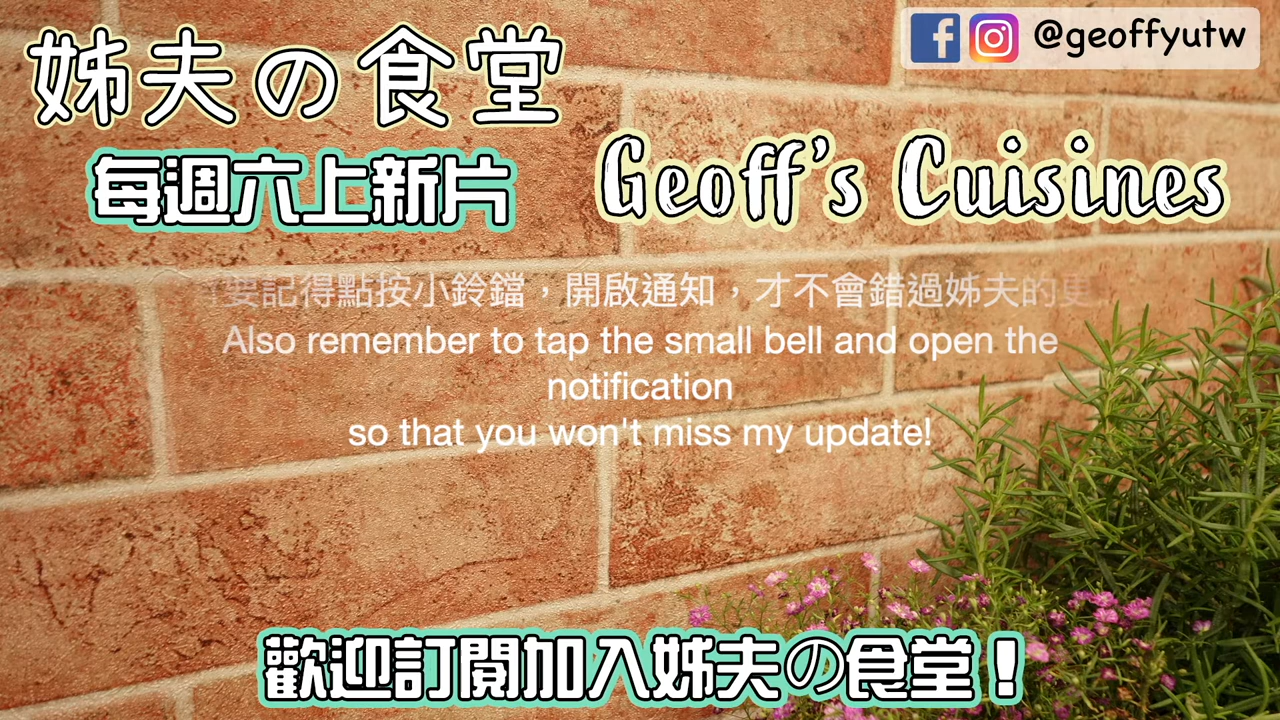 姊夫の食堂
@geoffyutw
每週六上新片
Geoff's Cuisines
要記得點按小鈴鐺，開啟通知，才不會錯過姊夫的更
Also remember to tap the small bell and open the
notification
so that you won't miss my update!
歡迎訂閱加入姊夫の食堂！